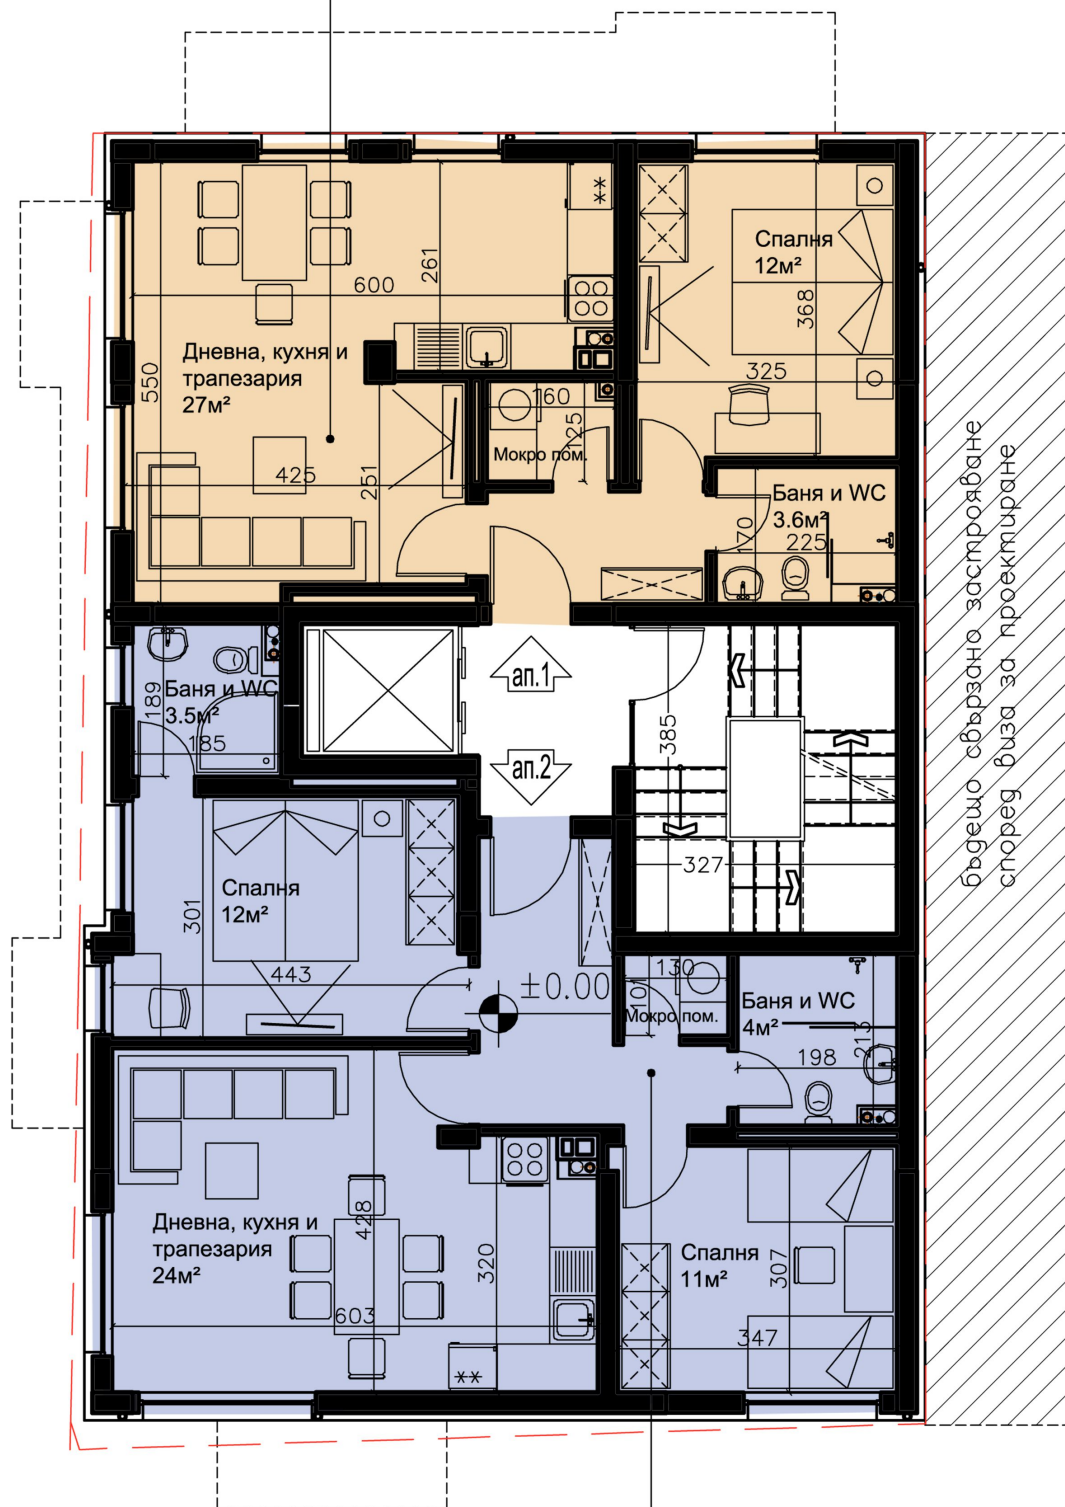 Спалня
12м²
261
600
368
Дневна, кухня и
трапезария
27м²
550
325
160
125
Мокро пом.
425
251
Баня и WC
3.6м²
170
225
**
бъдещо свързано застрояване
според виза за проектиране
ап.1
Баня и WC
3.5м²
189
185
385
ап.2
327
Спалня
12м²
301
443
±0.00
130
101
Мокро пом.
Баня и WC
4м²
213
198
Дневна, кухня и
трапезария
24м²
428
320
603
**
Спалня
11м²
307
347